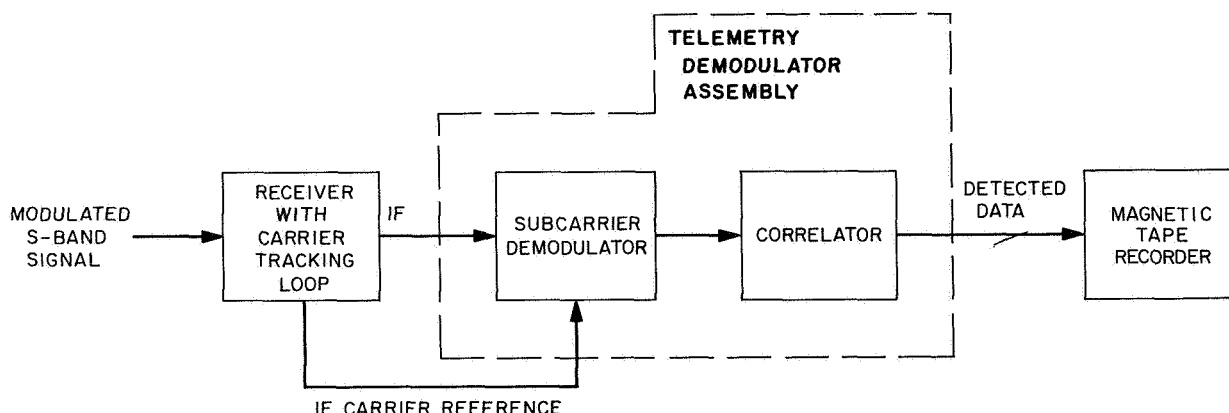 TELEMETRY
DEMODULATOR
ASSEMBLY
MODULATED
S-BAND
SIGNAL
RECEIVER
WITH
CARRIER
TRACKING
LOOP
IF
SUBCARRIER
DEMODULATOR
CORRELATOR
DETECTED
DATA
MAGNETIC
TAPE
RECORDER
IF CARRIER REFERENCE